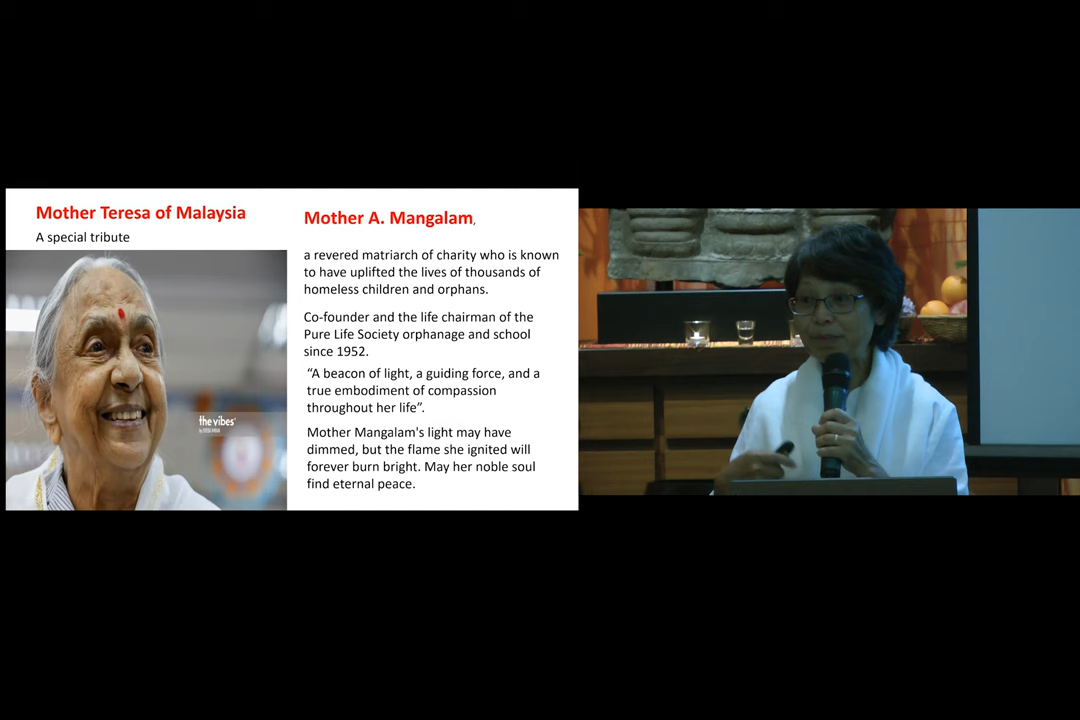 Mother Teresa of Malaysia
A special tribute
the vibes
Mother A. Mangalam,
a revered matriarch of charity who is known
to have uplifted the lives of thousands of
homeless children and orphans.
Co-founder and the life chairman of the
Pure Life Society orphanage and school
since 1952.
“A beacon of light, a guiding force, and a
true embodiment of compassion
throughout her life”.
Mother Mangalam's light may have
dimmed, but the flame she ignited will
forever burn bright. May her noble soul
find eternal peace.